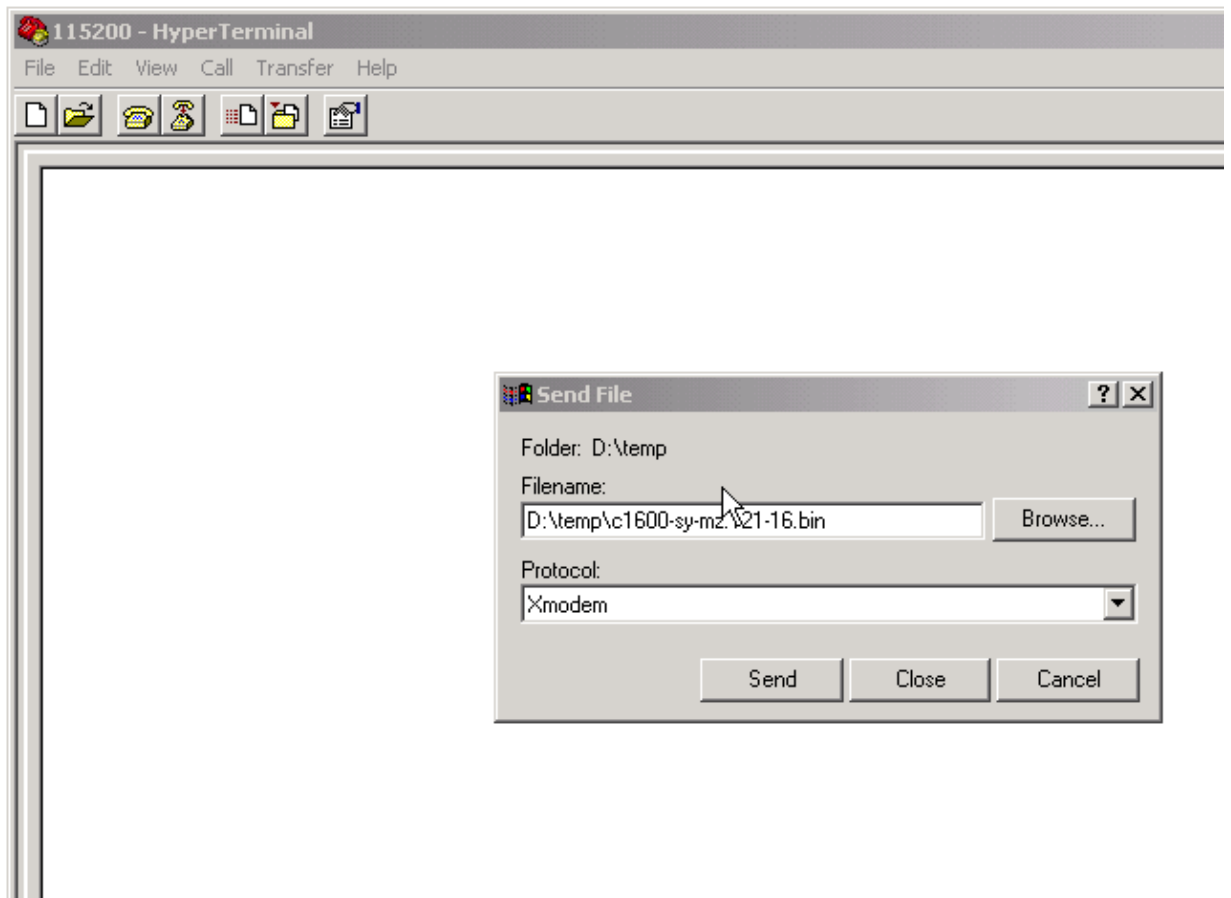 115200 - HyperTerminal
File Edit View Call Transfer Help
Send File
Folder: D:\temp
Filename:
Browse...
Protocol:
Xmodem
Send Close Cancel